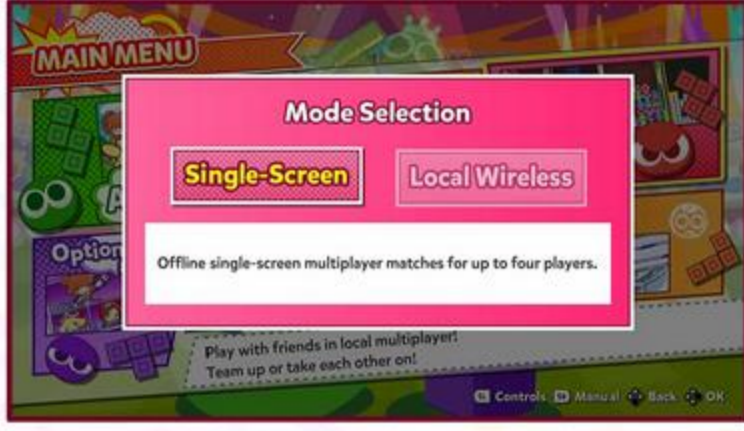 MAIN MENU
Mode Selection
Single-Screen
Local Wireless
Option
Offline single-screen multiplayer matches for up to four players.
Play with friends in local multiplayer!
Team up or take each other on!
Controls Manual Back OK